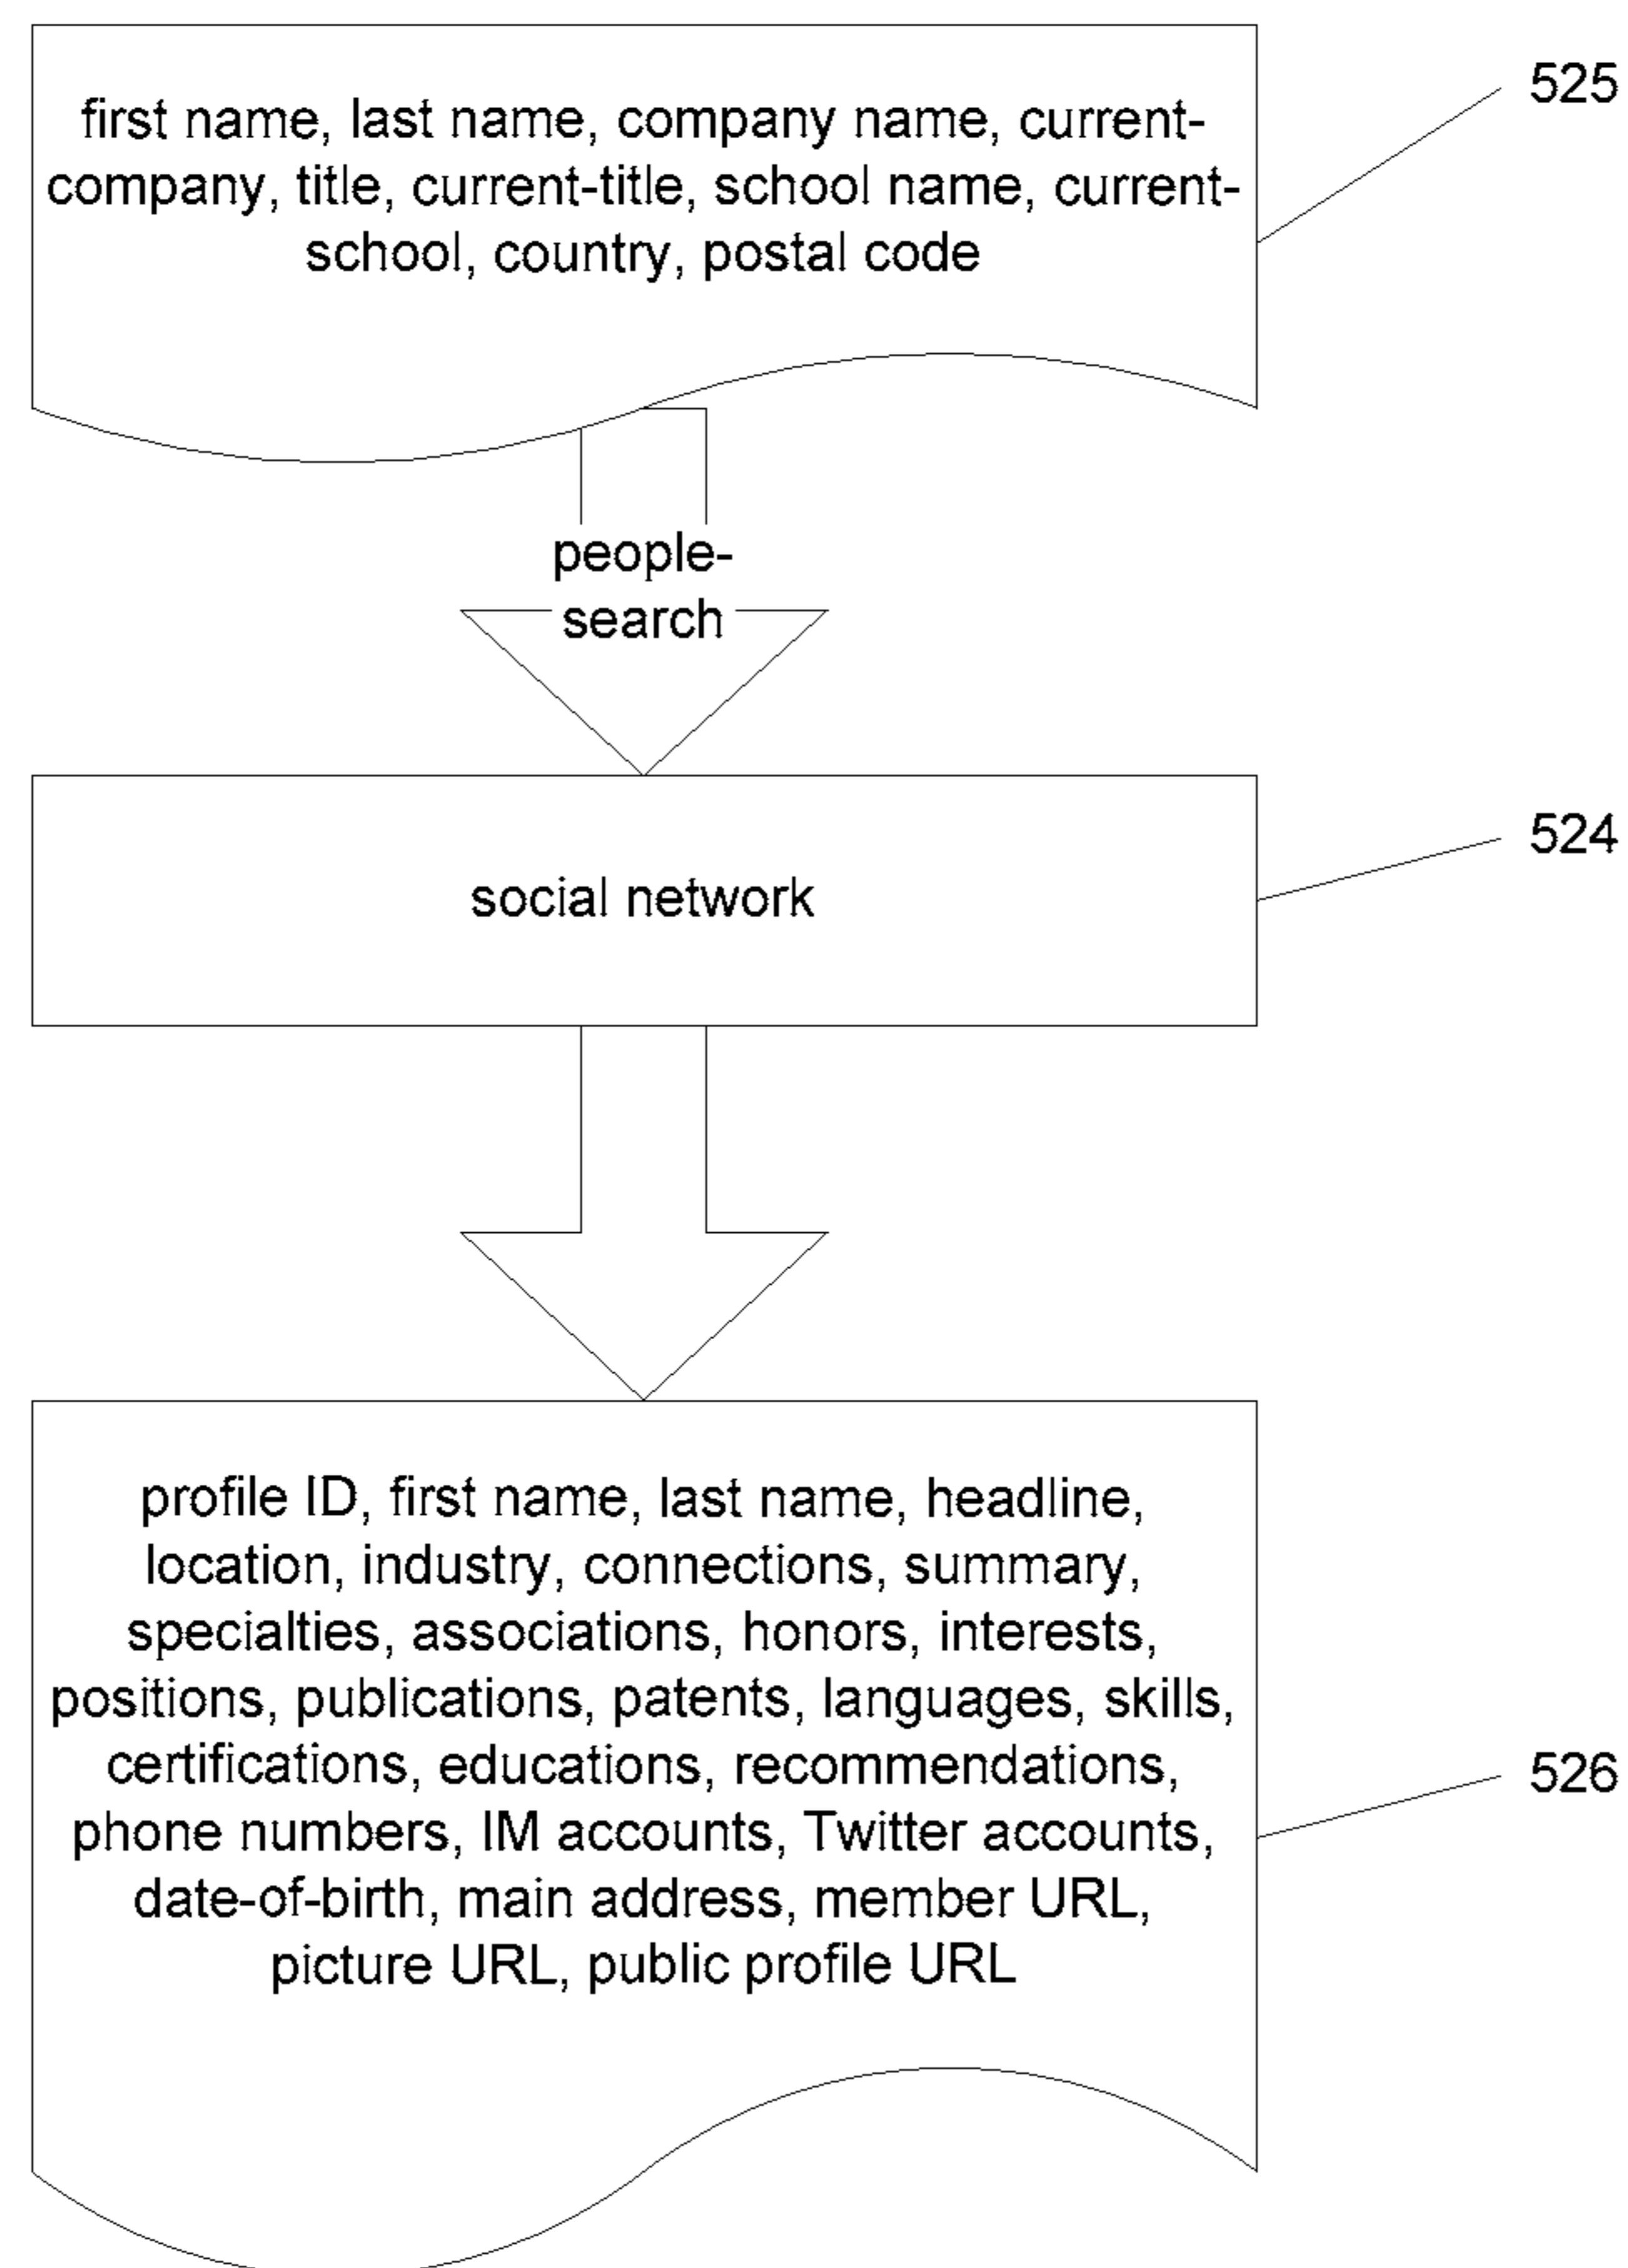 first name, last name, company name, current-
company, title, current-title, school name, current-
school, country, postal code
525
people-
search
social network
524
profile ID, first name, last name, headline,
location, industry, connections, summary,
specialties, associations, honors, interests,
positions, publications, patents, languages, skills,
certifications, educations, recommendations,
phone numbers, IM accounts, Twitter accounts,
date-of-birth, main address, member URL,
picture URL, public profile URL
526